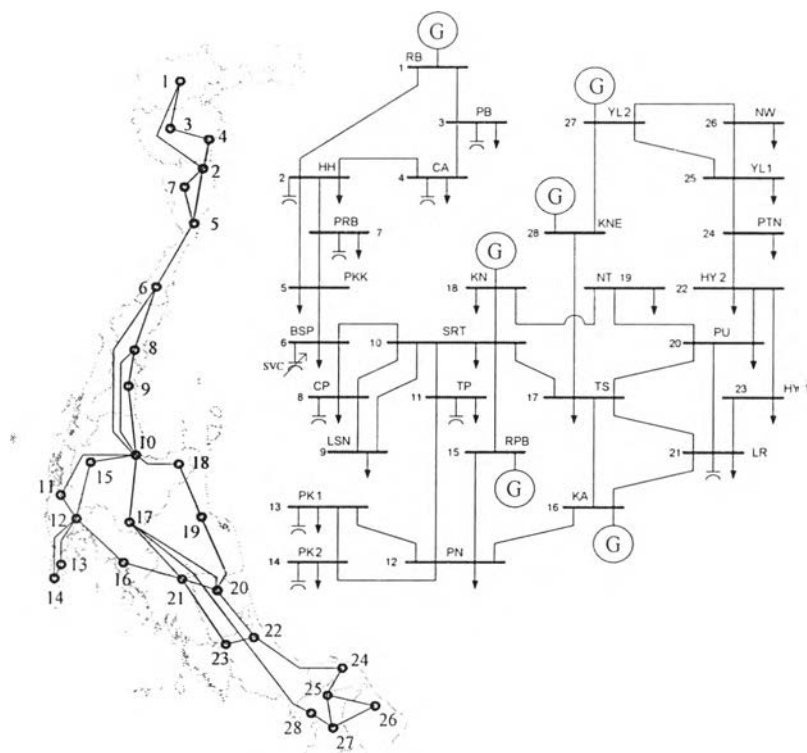 1
3
4
2
7
5
6
8
9
10
18
15
11
12
17
19
13
16
14
21
20
22
23
24
25
26
28
27
G
RB
1
PB
3
HH
2
CA
4
PRB
7
PKK
5
BSP
6
SVC
CP
8
LSN
9
SRT
10
TP
11
G
KN
18
RPB
15
G
PK1
13
PK2
14
PN
12
KA
16
G
G
YL2
27
NW
26
YL1
25
PTN
24
G
KNE
28
NT 19
HY 2
22
PU
20
TS
17
23
LR
21